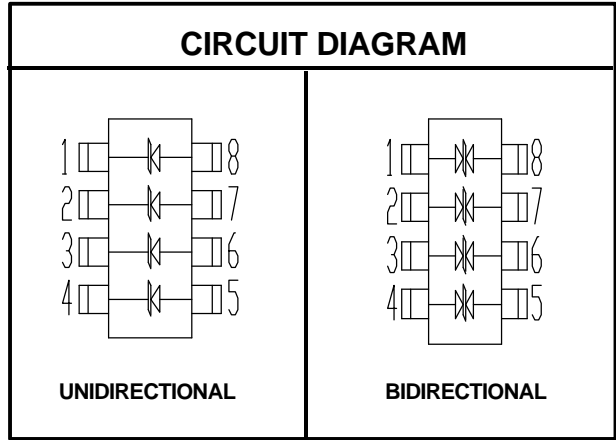 CIRCUIT DIAGRAM
1 8
2 7
3 6
4 5
UNIDIRECTIONAL
1 8
2 7
3 6
4 5
BIDIRECTIONAL